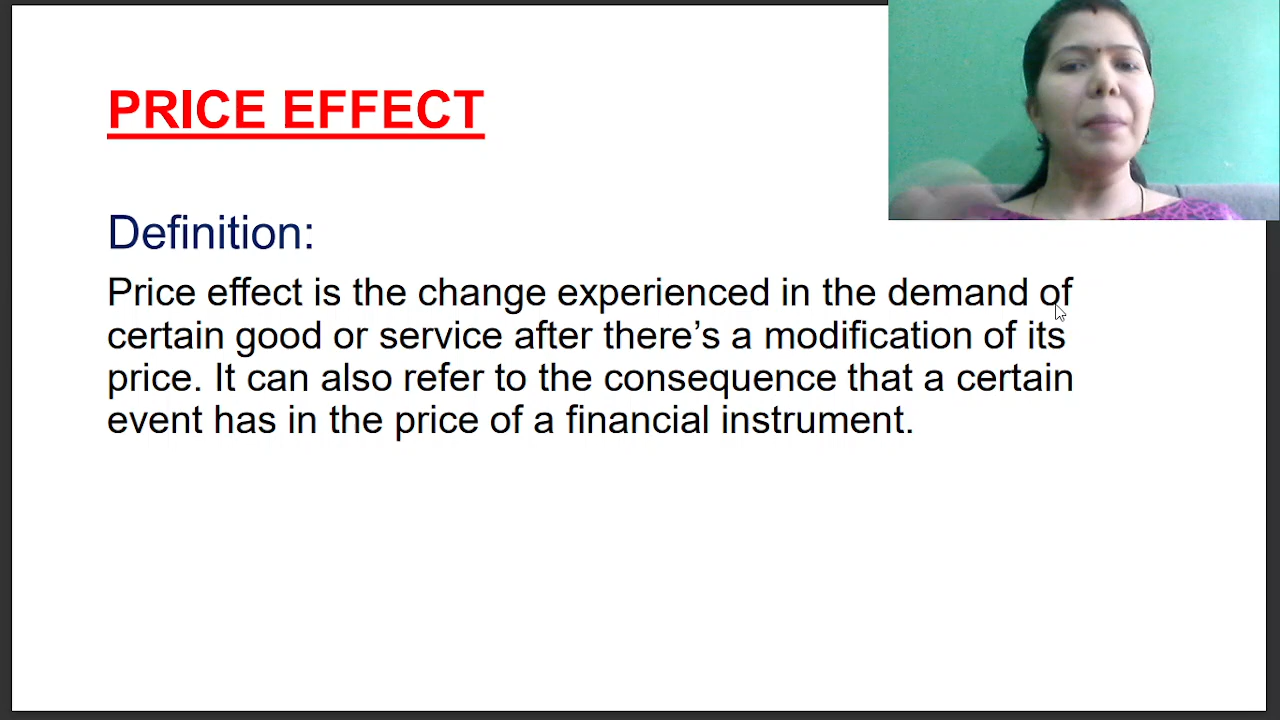 PRICE EFFECT
Definition:
Price effect is the change experienced in the demand of
certain good or service after there’s a modification of its
price. It can also refer to the consequence that a certain
event has in the price of a financial instrument.